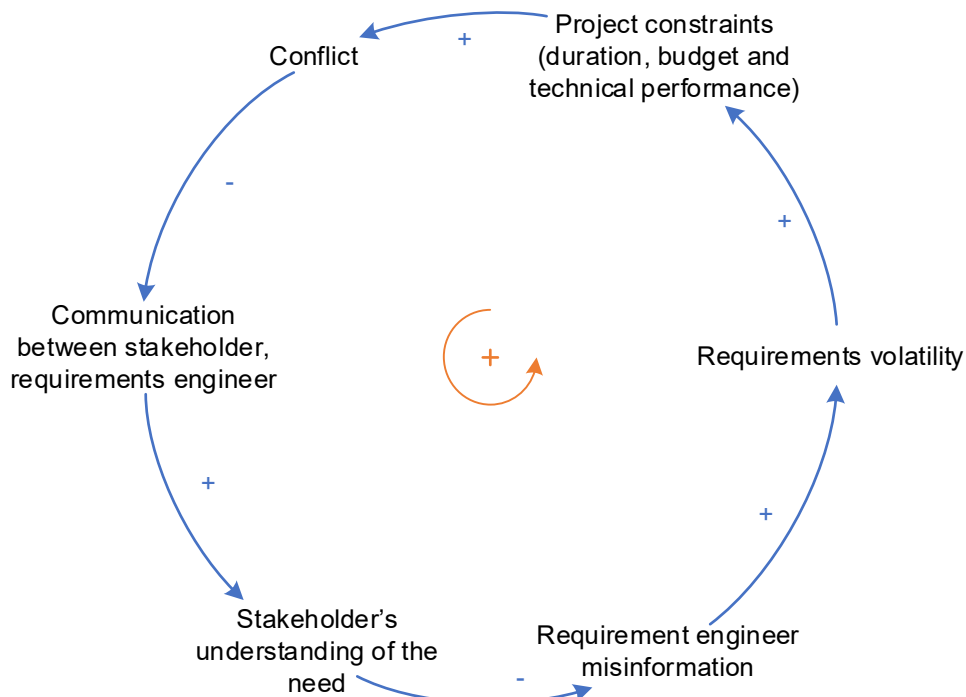 Project constraints
(duration, budget and
technical performance)
+
Conflict
-
+
Communication
between stakeholder,
requirements engineer
+
Requirements volatility
+
+
Stakeholder’s
understanding of the
need
-
Requirement engineer
misinformation